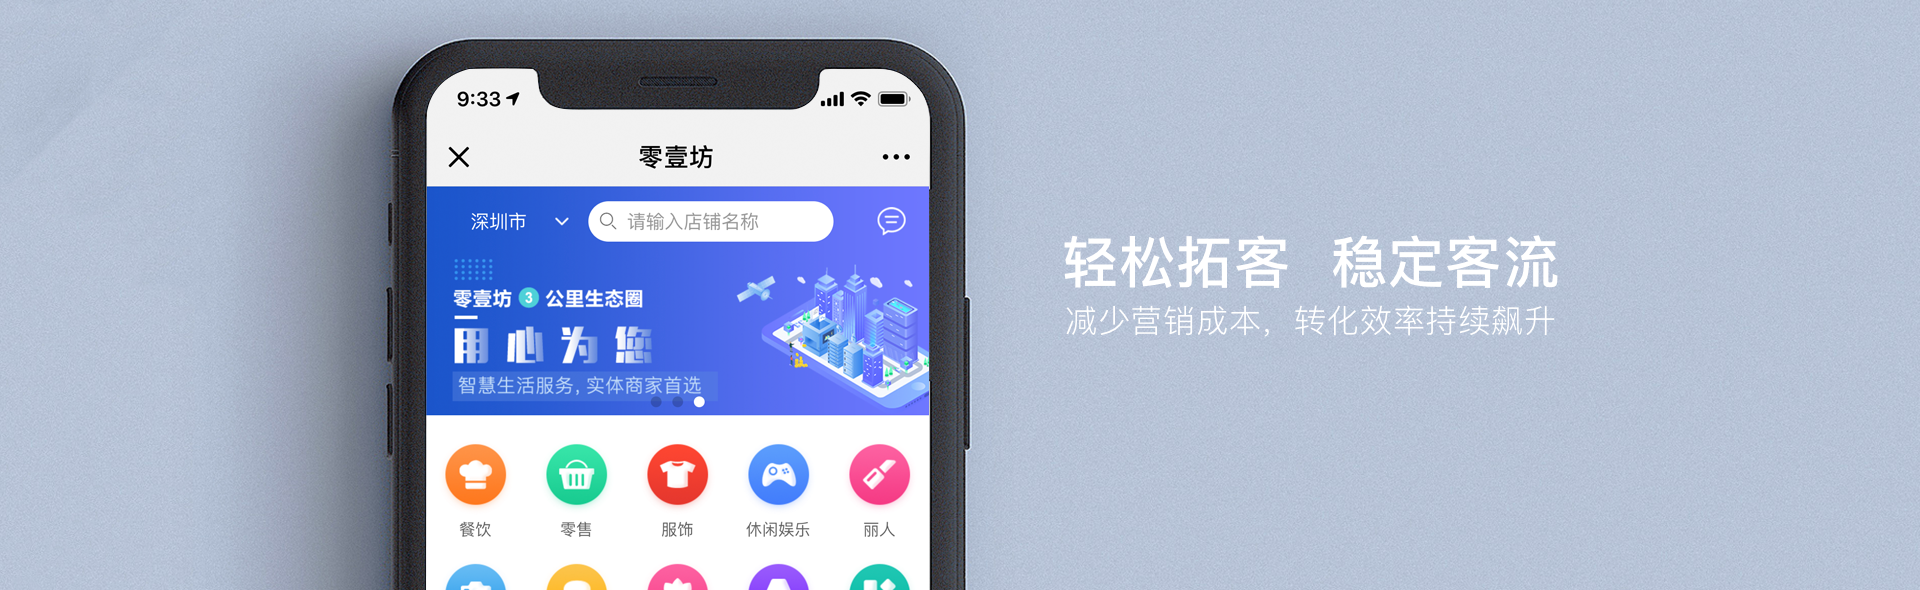 9:33
零壹坊
深圳市
请输入店铺名称
零壹坊 3 公里生态圈
用心为您
智慧生活服务, 实体商家首选
餐饮 零售 服饰 休闲娱乐 丽人
轻松拓客 稳定客流
减少营销成本, 转化效率持续飙升